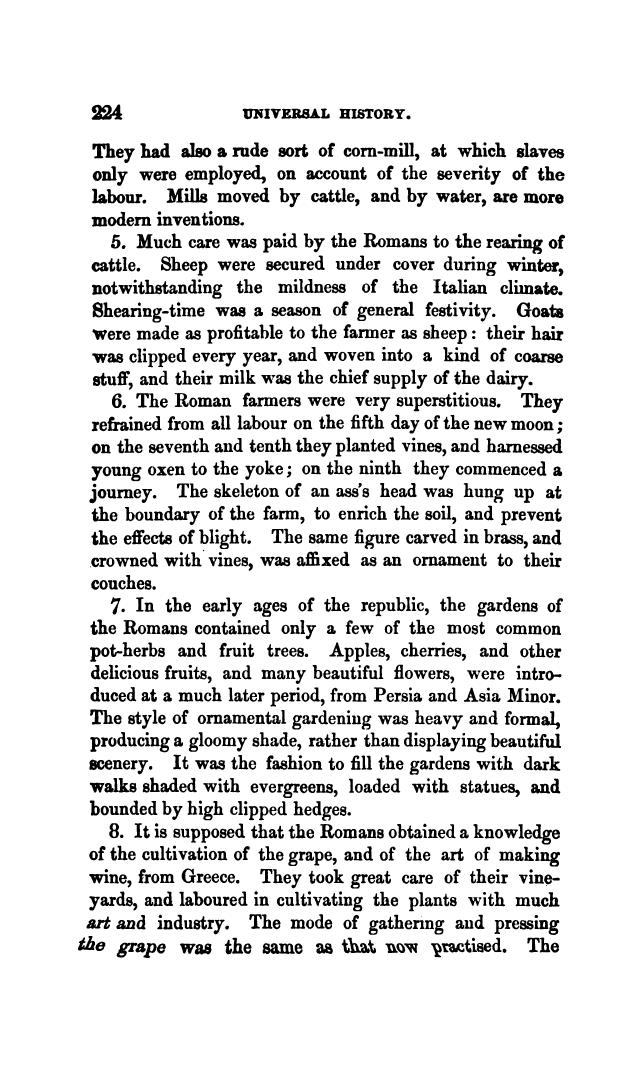 224 UNIVERSAL HISTORY.
They had also a rude sort of corn-mill, at which slaves
only were employed, on account of the severity of the
labour. Mills moved by cattle, and by water, are more
modern inventions.
5. Much care was paid by the Romans to the rearing of
cattle. Sheep were secured under cover during winter,
notwithstanding the mildness of the Italian climate.
Shearing-time was a season of general festivity. Goats
were made as profitable to the farmer as sheep: their hair
was clipped every year, and woven into a kind of coarse
stuff, and their milk was the chief supply of the dairy.
6. The Roman farmers were very superstitious. They
refrained from all labour on the fifth day of the new moon;
on the seventh and tenth they planted vines, and harnessed
young oxen to the yoke; on the ninth they commenced a
journey. The skeleton of an ass's head was hung up at
the boundary of the farm, to enrich the soil, and prevent
the effects of blight. The same figure carved in brass, and
crowned with vines, was affixed as an ornament to their
couches.
7. In the early ages of the republic, the gardens of
the Romans contained only a few of the most common
pot-herbs and fruit trees. Apples, cherries, and other
delicious fruits, and many beautiful flowers, were intro-
duced at a much later period, from Persia and Asia Minor.
The style of ornamental gardening was heavy and formal,
producing a gloomy shade, rather than displaying beautiful
scenery. It was the fashion to fill the gardens with dark
walks shaded with evergreens, loaded with statues, and
bounded by high clipped hedges.
8. It is supposed that the Romans obtained a knowledge
of the cultivation of the grape, and of the art of making
wine, from Greece. They took great care of their vine-
yards, and laboured in cultivating the plants with much
art and industry. The mode of gathering and pressing
the grape was the same as that now practised. The